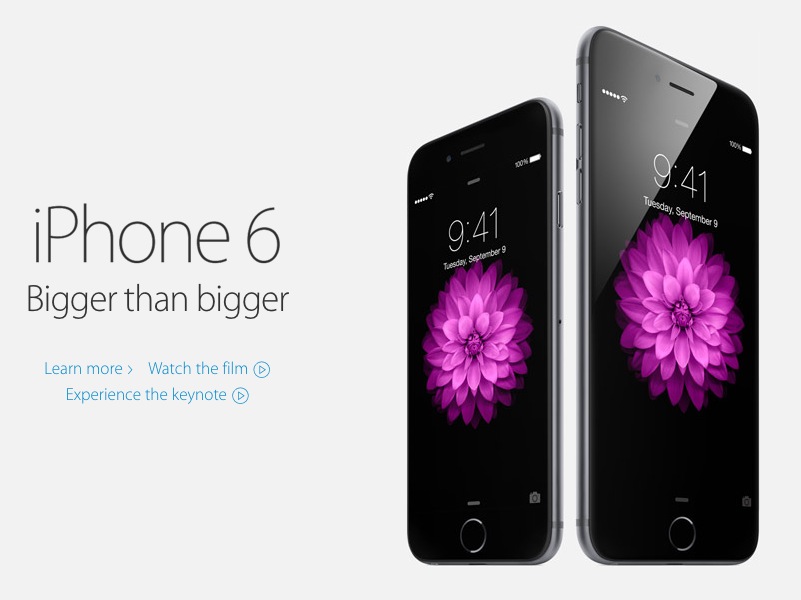 iPhone 6
Bigger than bigger
Learn more › Watch the film
Experience the keynote
100%
9:41
Tuesday, September 9
100%
9:41
Tuesday, September 9